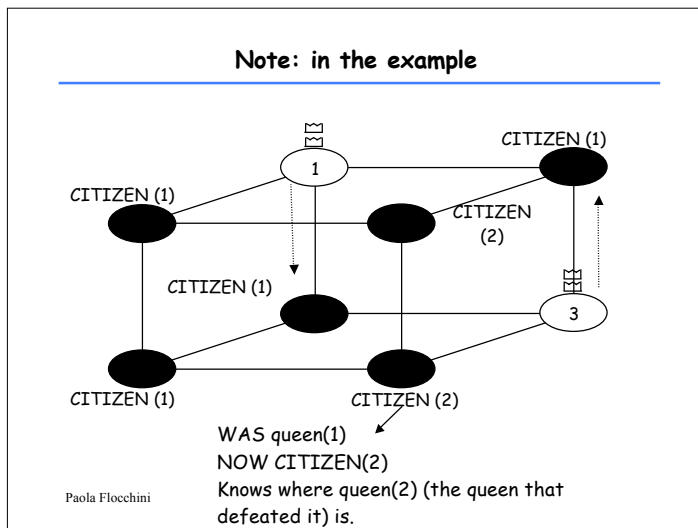 Note: in the example
CITIZEN (1)
1
CITIZEN (1)
CITIZEN
(2)
CITIZEN (1)
3
CITIZEN (1)
CITIZEN (2)
WAS queen(1)
NOW CITIZEN(2)
Knows where queen(2) (the queen that
defeated it) is.
Paola Flocchini